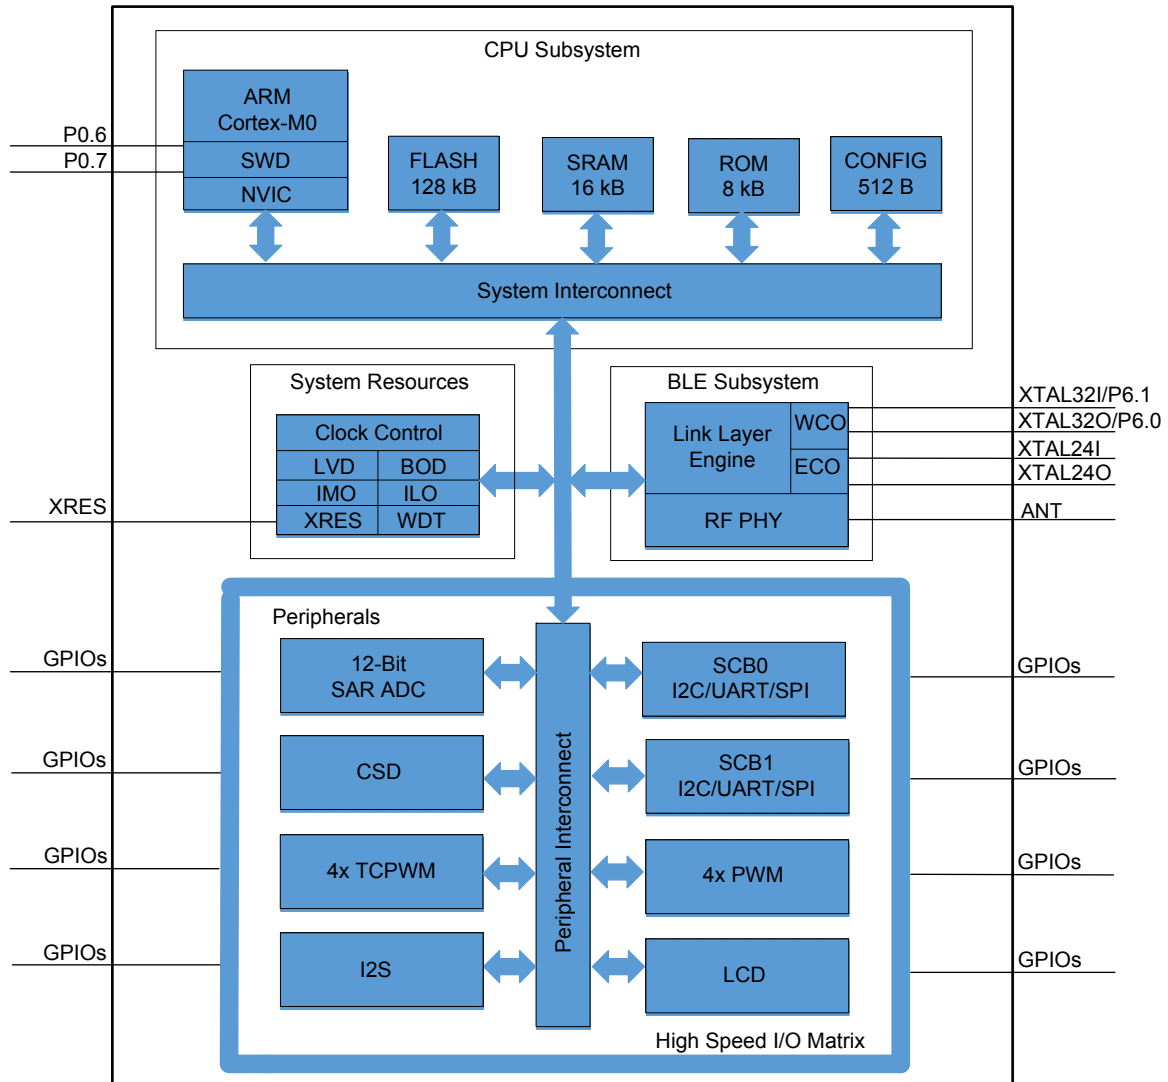 CPU Subsystem
ARM
Cortex-M0
SWD
NVIC
P0.6
P0.7
FLASH
128 kB
SRAM
16 kB
ROM
8 kB
CONFIG
512 B
System Interconnect
System Resources
Clock Control
LVD
BOD
IMO
ILO
XRES
WDT
XRES
BLE Subsystem
Link Layer
Engine
WCO
ECO
RF PHY
XTAL32I/P6.1
XTAL32O/P6.0
XTAL24I
XTAL24O
ANT
Peripherals
GPIOs
12-Bit
SAR ADC
SCB0
I2C/UART/SPI
GPIOs
GPIOs
CSD
SCB1
I2C/UART/SPI
GPIOs
GPIOs
4x TCPWM
4x PWM
GPIOs
GPIOs
I2S
LCD
GPIOs
Peripheral Interconnect
High Speed I/O Matrix